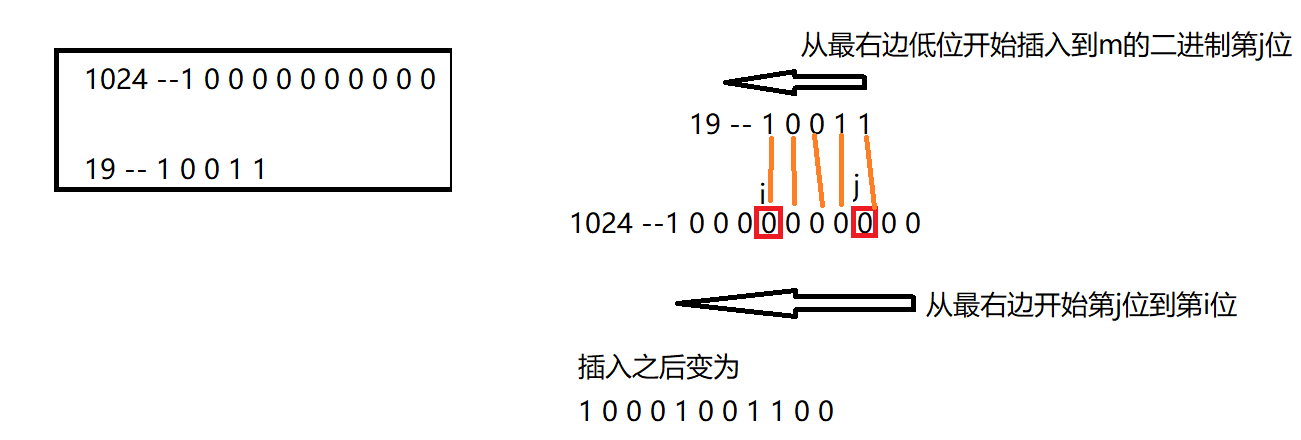 1024 --1 0 0 0 0 0 0 0 0 0 0
19 -- 1 0 0 1 1
从最右边低位开始插入到m的二进制第j位
19 -- 1 0 0 1 1
i j
1024 --1 0 0 0 0 0 0 0 0 0 0
从最右边开始第j位到第i位
插入之后变为
1 0 0 0 1 0 0 1 1 0 0